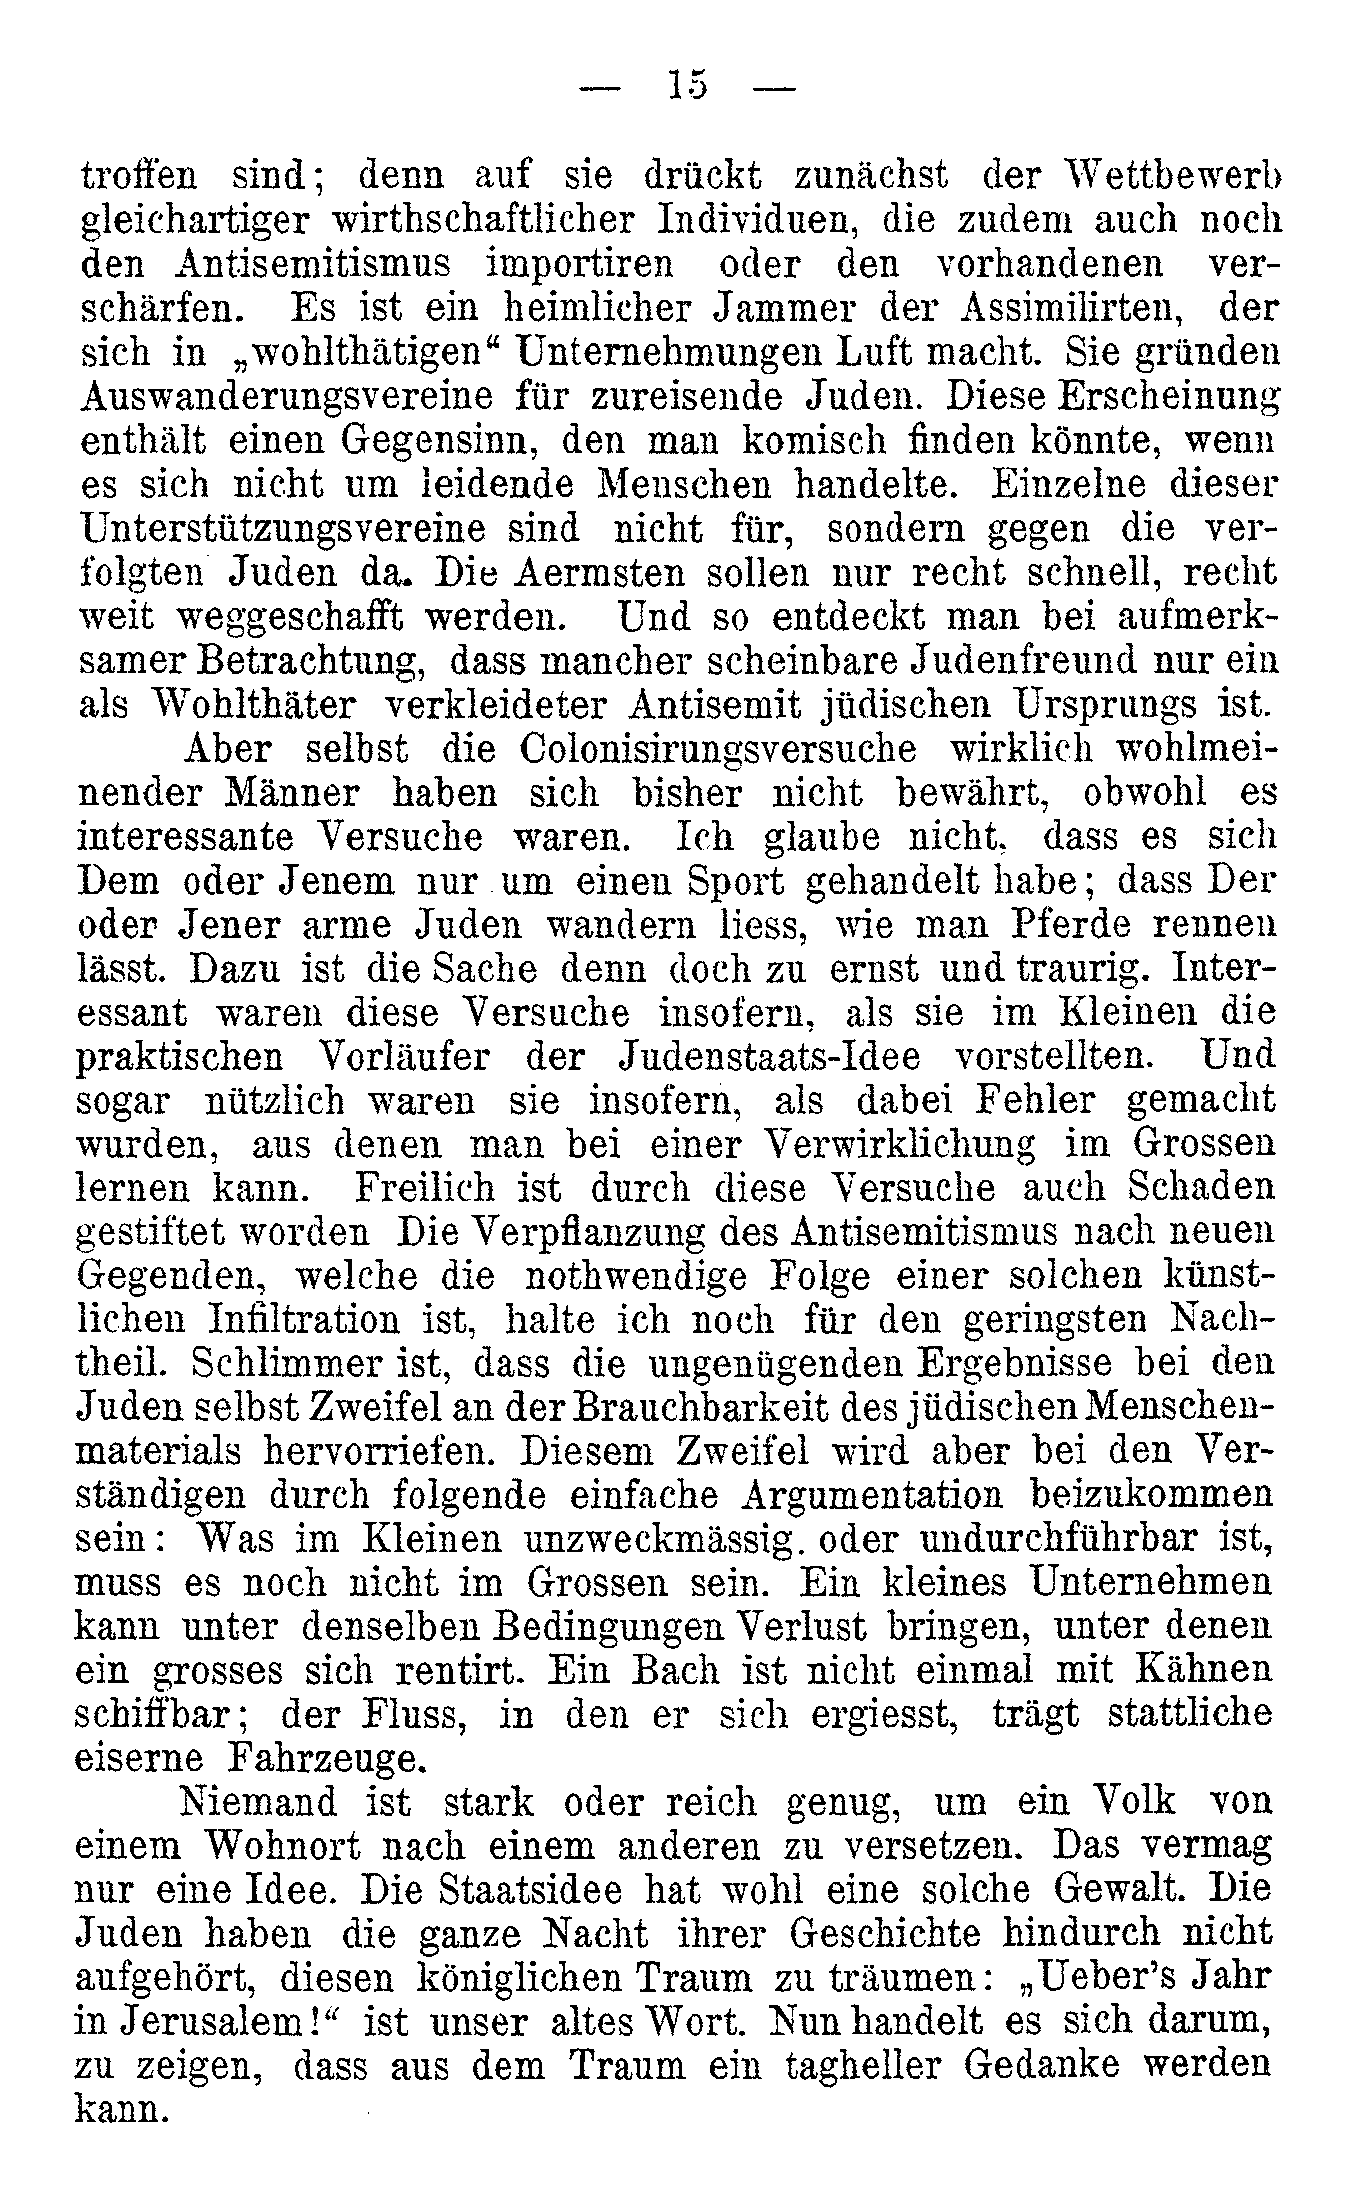 — 15 —
troffen sind; denn auf sie drückt zunächst der Wettbewerb
gleichartiger wirthschaftlicher Individuen, die zudem auch noch
den Antisemitismus importiren oder den vorhandenen ver-
schärfen. Es ist ein heimlicher Jammer der Assimilirten, der
sich in „wohlthätigen“ Unternehmungen Luft macht. Sie gründen
Auswanderungsvereine für zureisende Juden. Diese Erscheinung
enthält einen Gegensinn, den man komisch finden könnte, wenn
es sich nicht um leidende Menschen handelte. Einzelne dieser
Unterstützungsvereine sind nicht für, sondern gegen die ver-
folgten Juden da. Die Aermsten sollen nur recht schnell, recht
weit weggeschafft werden. Und so entdeckt man bei aufmerk-
samer Betrachtung, dass mancher scheinbare Judenfreund nur ein
als Wohlthäter verkleideter Antisemit jüdischen Ursprungs ist.
Aber selbst die Colonisirungsversuche wirklich wohlmei-
nender Männer haben sich bisher nicht bewährt, obwohl es
interessante Versuche waren. Ich glaube nicht, dass es sich
Dem oder Jenem nur um einen Sport gehandelt habe; dass Der
oder Jener arme Juden wandern liess, wie man Pferde rennen
lässt. Dazu ist die Sache denn doch zu ernst und traurig. Inter-
essant waren diese Versuche insofern, als sie im Kleinen die
praktischen Vorläufer der Judenstaats-Idee vorstellten. Und
sogar nützlich waren sie insofern, als dabei Fehler gemacht
wurden, aus denen man bei einer Verwirklichung im Grossen
lernen kann. Freilich ist durch diese Versuche auch Schaden
gestiftet worden Die Verpflanzung des Antisemitismus nach neuen
Gegenden, welche die nothwendige Folge einer solchen künst-
lichen Infiltration ist, halte ich noch für den geringsten Nach-
theil. Schlimmer ist, dass die ungenügenden Ergebnisse bei den
Juden selbst Zweifel an der Brauchbarkeit des jüdischen Menschen-
materials hervorriefen. Diesem Zweifel wird aber bei den Ver-
ständigen durch folgende einfache Argumentation beizukommen
sein: Was im Kleinen unzweckmässig. oder undurchführbar ist,
muss es noch nicht im Grossen sein. Ein kleines Unternehmen
kann unter denselben Bedingungen Verlust bringen, unter denen
ein grosses sich rentirt. Ein Bach ist nicht einmal mit Kähnen
schiffbar; der Fluss, in den er sich ergiesst, trägt stattliche
eiserne Fahrzeuge.
Niemand ist stark oder reich genug, um ein Volk von
einem Wohnort nach einem anderen zu versetzen. Das vermag
nur eine Idee. Die Staatsidee hat wohl eine solche Gewalt. Die
Juden haben die ganze Nacht ihrer Geschichte hindurch nicht
aufgehört, diesen königlichen Traum zu träumen: „Ueber’s Jahr
in Jerusalem!“ ist unser altes Wort. Nun handelt es sich darum,
zu zeigen, dass aus dem Traum ein tagheller Gedanke werden
kann.